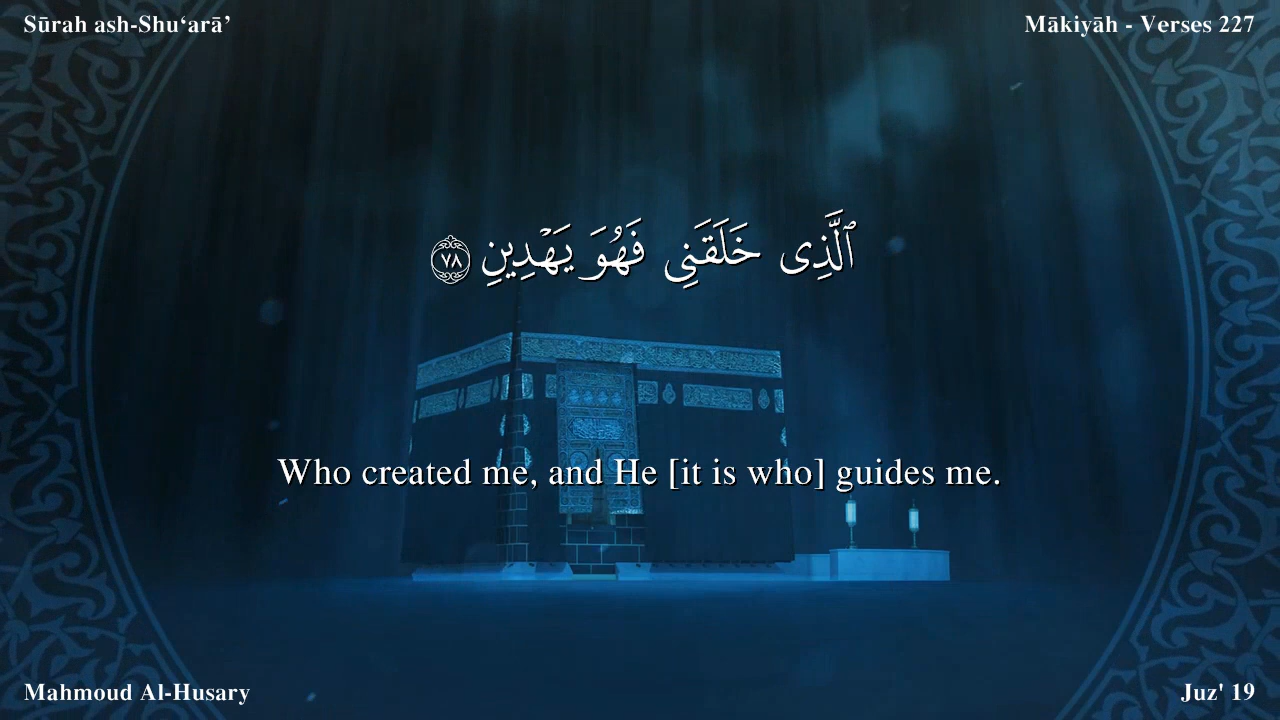 Sūrah ash-Shu‘arā’
Mākiyāh - Verses 227
ٱلَّذِى خَلَقَنِى فَهُوَ يَهْدِينِ ٧٨
Who created me, and He [it is who] guides me.
Mahmoud Al-Husary
Juz' 19